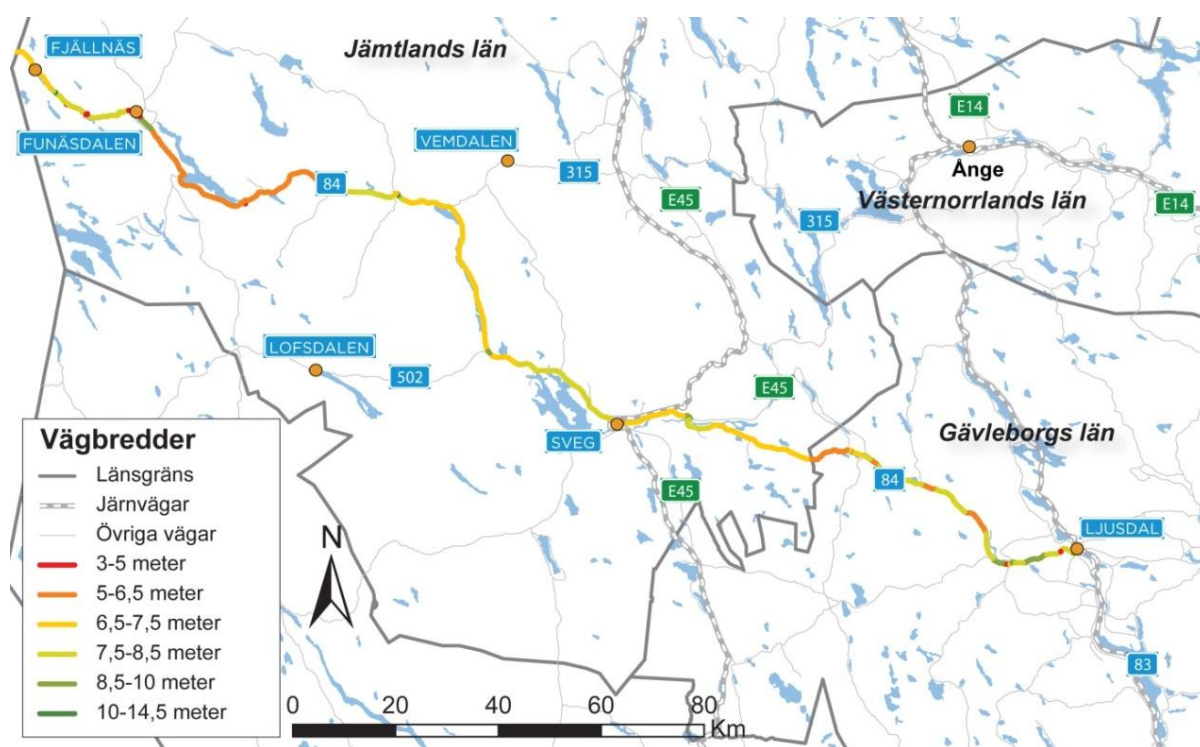 FJÄLLNÄS
Jämtlands län
E14
FUNÄSDALEN
VEMDALEN
315
Ånge
84
E45
Västernorrlands län
E14
315
LOFSDALEN
502
E45
Gävleborgs län
SVEG
84
E45
LJUSDAL
83
Vägbredder
Länsgräns
Järnvägar
Övriga vägar
3-5 meter
5-6,5 meter
6,5-7,5 meter
7,5-8,5 meter
8,5-10 meter
10-14,5 meter
N
0 20 40 60 80
Km